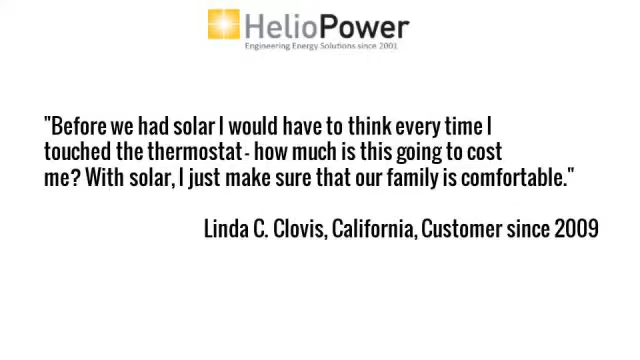 HelioPower
Engineering Energy Solutions since 2001
"Before we had solar I would have to think every time I
touched the thermostat - how much is this going to cost
me? With solar, I just make sure that our family is comfortable."
Linda C. Clovis, California, Customer since 2009